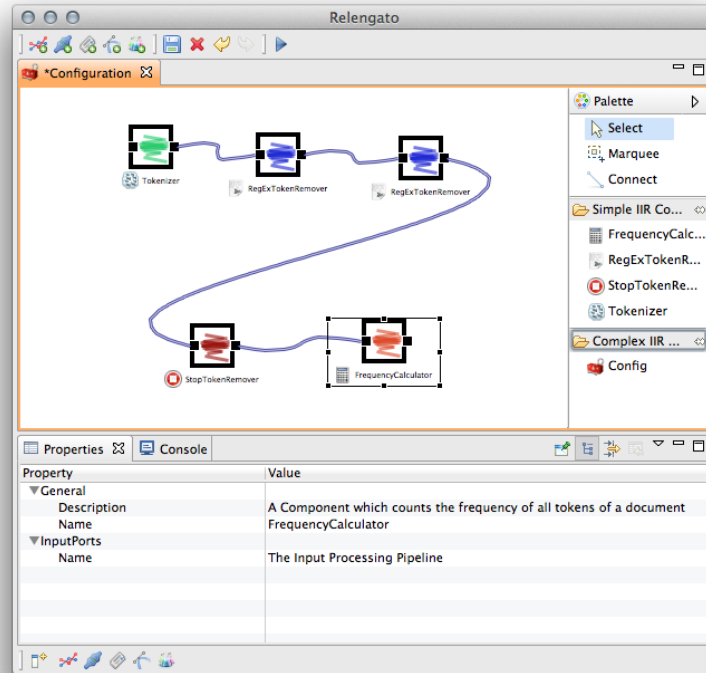 Relengato
*Configuration
Palette
Select
Marquee
Connect
Simple IIR Co...
FrequencyCalc...
RegExTokenR...
StopTokenRe...
Tokenizer
Complex IIR ...
Config
Tokenizer
RegExTokenRemover
RegExTokenRemover
StopTokenRemover
FrequencyCalculator
Properties
Console
Property Value
General
Description A Component which counts the frequency of all tokens of a document
Name FrequencyCalculator
InputPorts
Name The Input Processing Pipeline